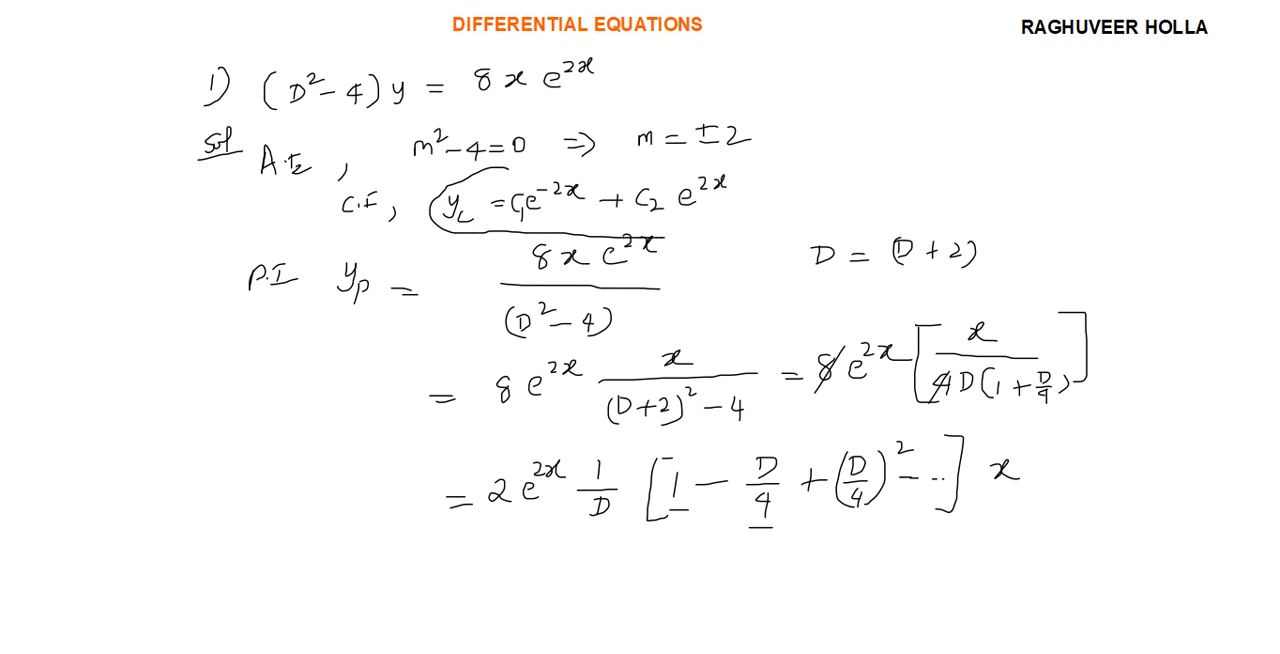 DIFFERENTIAL EQUATIONS
RAGHUVEER HOLLA
1) (D² - 4) y = 8 x e^{2x}
Sol A.E, m² - 4 = 0 ⇒ m = ± 2
C.F, y_c = c₁e^{-2x} + c₂ e^{2x}
P.I y_p = 8 x e^{2x} / (D² - 4) D = (D + 2)
= 8 e^{2x} x / ((D+2)² - 4) = 8 e^{2x} [ x / (4D(1 + D/4)) ]
= 2 e^{2x} 1/D [1 - D/4 + (D/4)² - ..] x